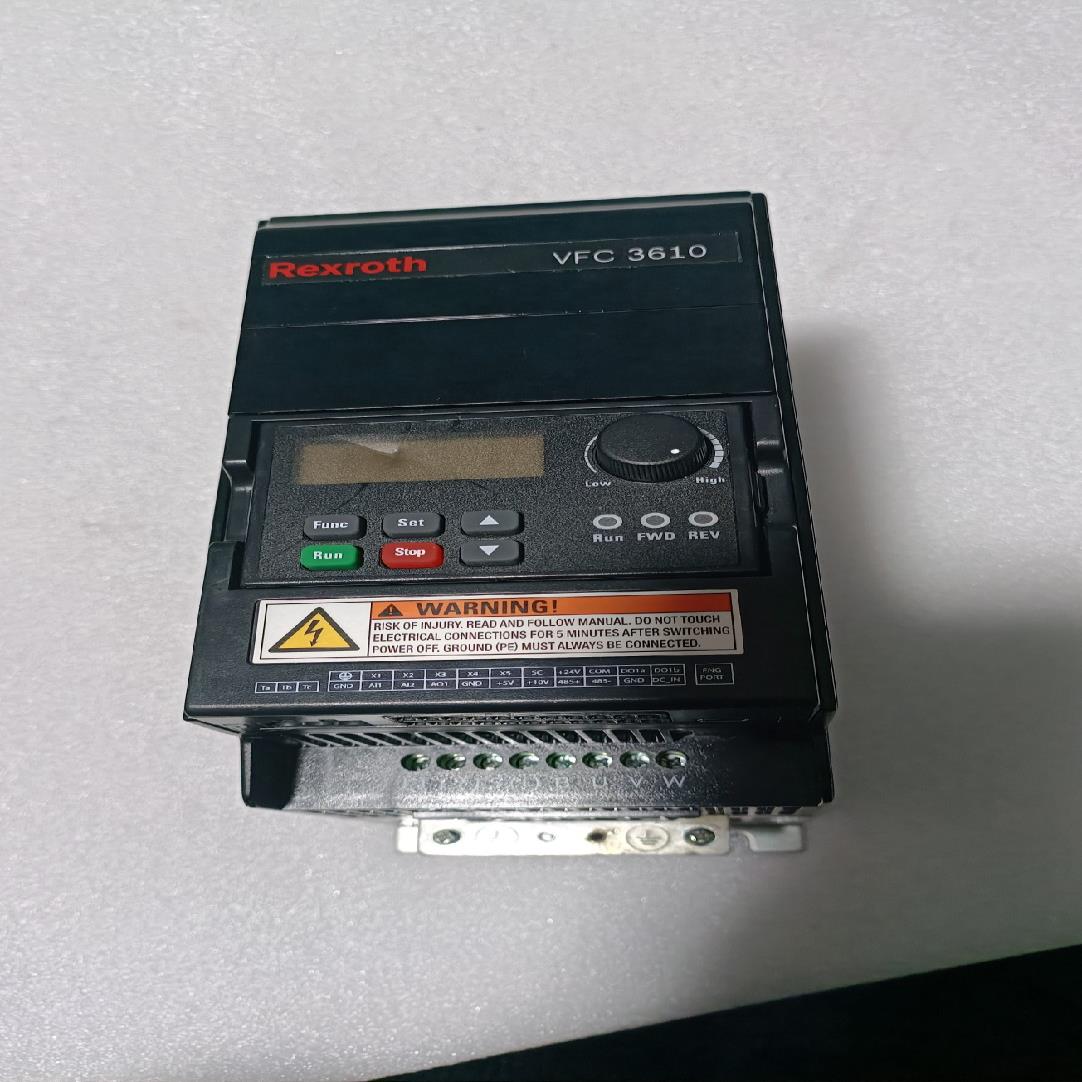 Rexroth VFC 3610
Low High
Func Set
Run FWD REV
Run Stop
WARNING!
RISK OF INJURY. READ AND FOLLOW MANUAL. DO NOT TOUCH
ELECTRICAL CONNECTIONS FOR 5 MINUTES AFTER SWITCHING
POWER OFF. GROUND (PE) MUST ALWAYS BE CONNECTED.
X1 X2 X3 X4 X5 SC +24V COM DO1a DO1b
Ta Tb Tc GND AI1 AI2 AO1 GND +5V +10V 485+ 485- GND DC_IN
U V W